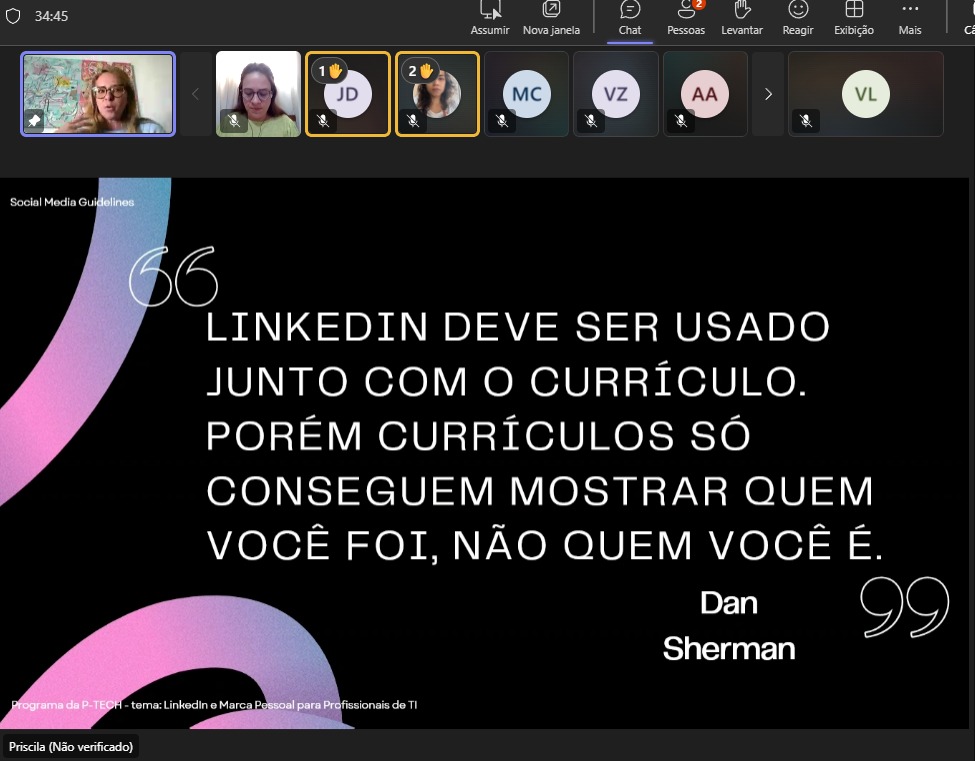 34:45
Assumir
Nova janela
Chat
2
Pessoas
Levantar
Reagir
Exibição
Mais
1
JD
2
MC
VZ
AA
VL
Social Media Guidelines
“
LINKEDIN DEVE SER USADO
JUNTO COM O CURRÍCULO.
PORÉM CURRÍCULOS SÓ
CONSEGUEM MOSTRAR QUEM
VOCÊ FOI, NÃO QUEM VOCÊ É.
”
Dan
Sherman
Programa da P-TECH - tema: LinkedIn e Marca Pessoal para Profissionais de TI
Priscila (Não verificado)